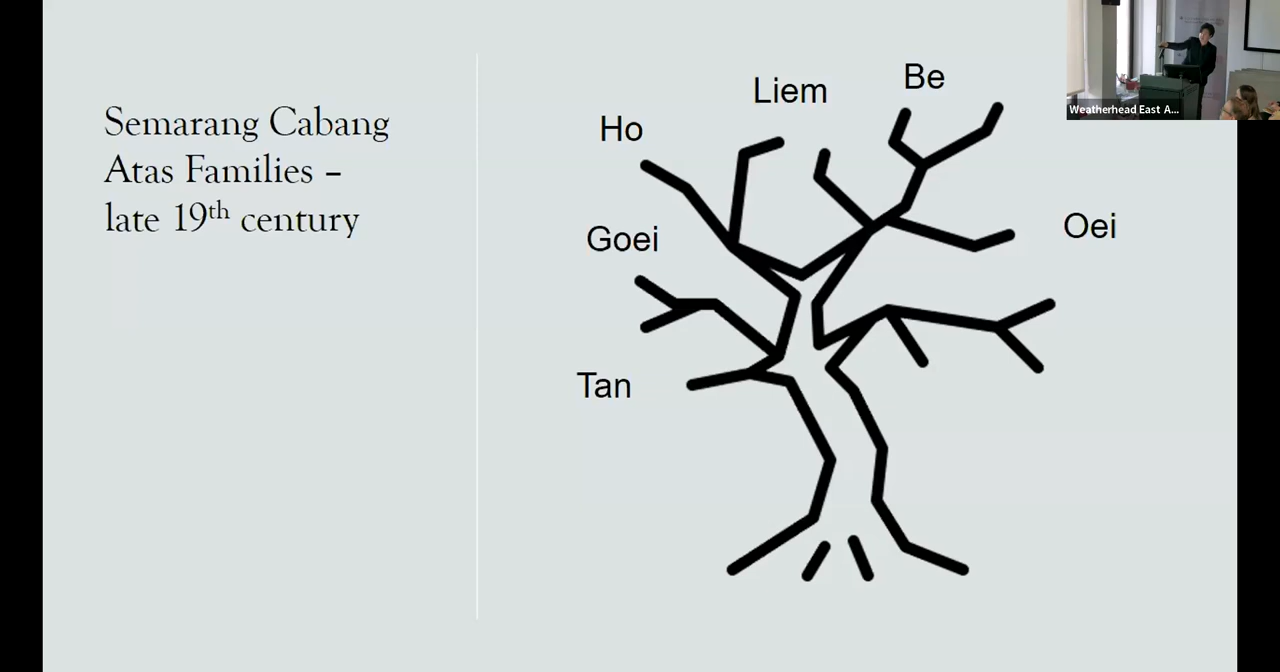 Semarang Cabang
Atas Families –
late 19th century
Ho
Liem
Be
Goei
Oei
Tan
Weatherhead East A...